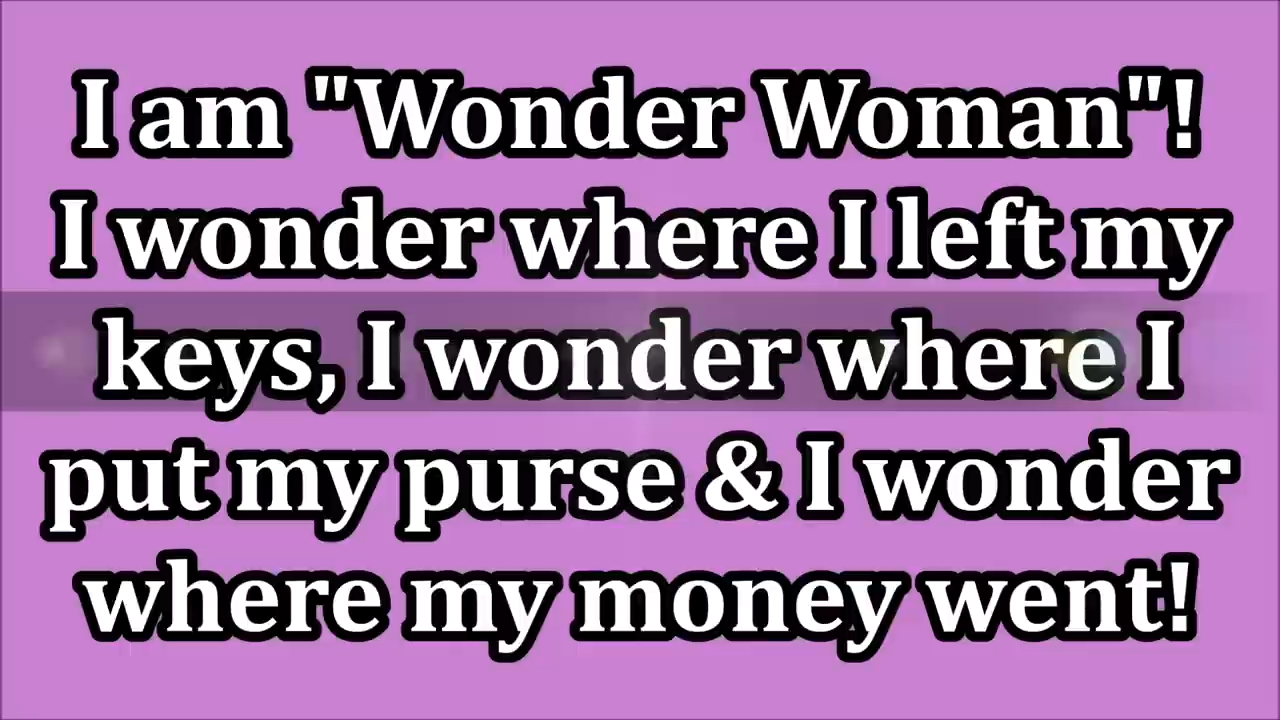 I am "Wonder Woman"!
I wonder where I left my
keys, I wonder where I
put my purse & I wonder
where my money went!